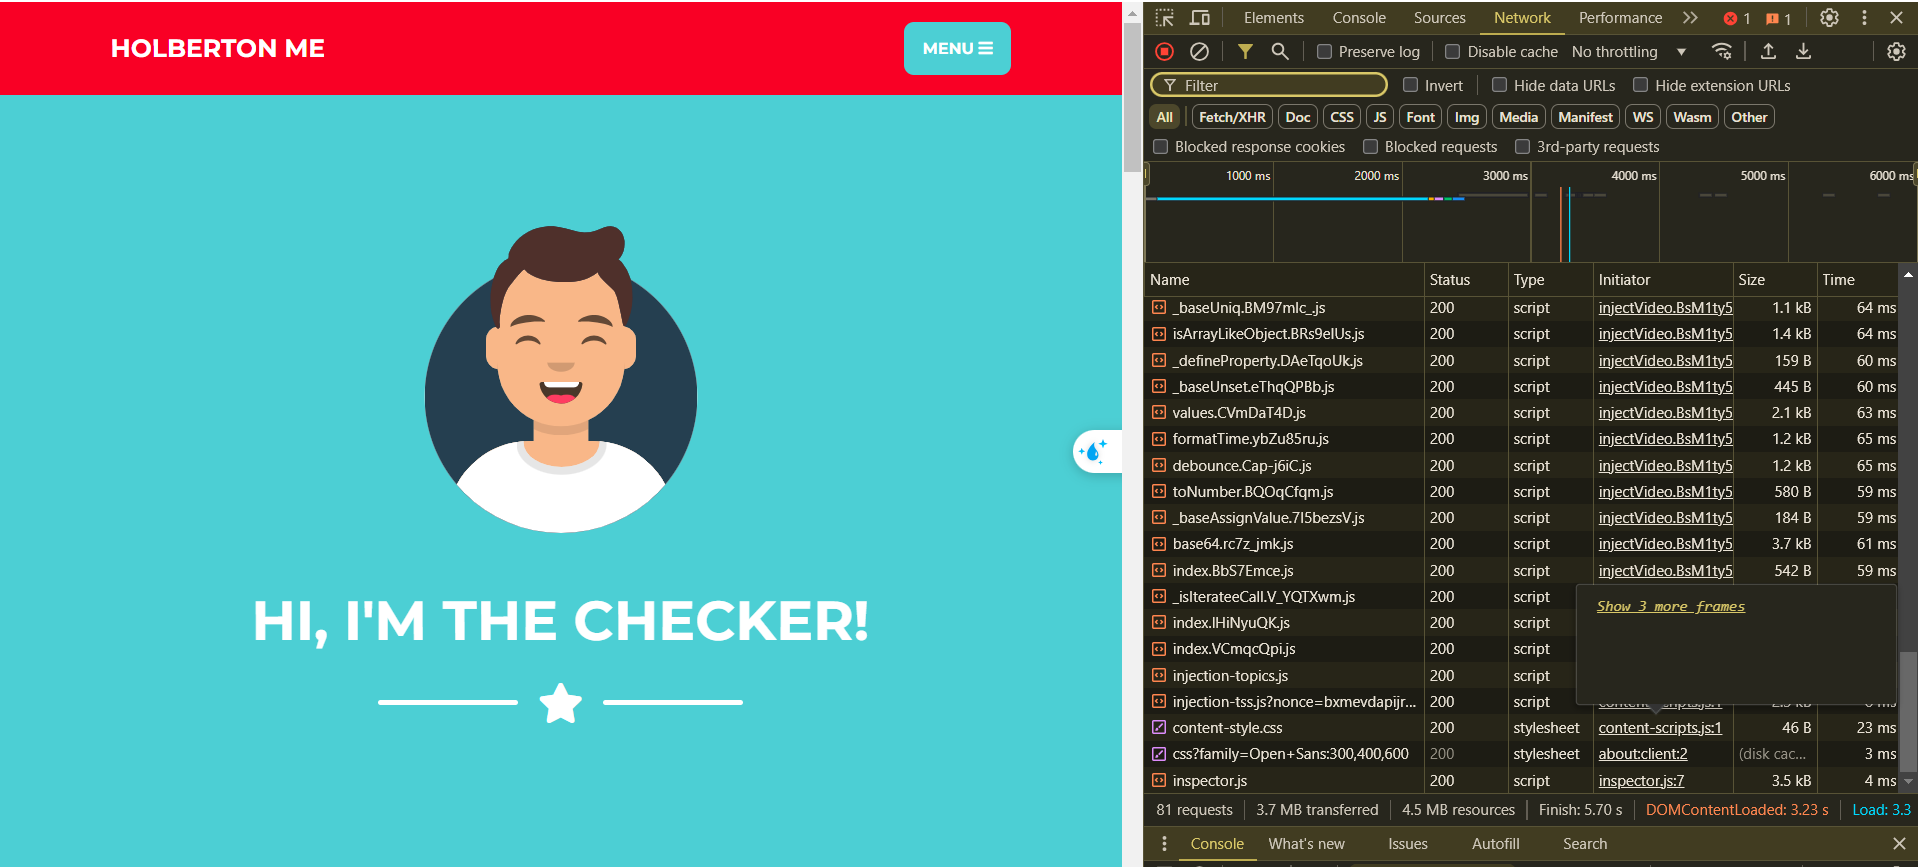 HOLBERTON ME
MENU
HI, I'M THE CHECKER!
Elements Console Sources Network Performance 1 1
Preserve log Disable cache No throttling
Filter Invert Hide data URLs Hide extension URLs
All Fetch/XHR Doc CSS JS Font Img Media Manifest WS Wasm Other
Blocked response cookies Blocked requests 3rd-party requests
1000 ms 2000 ms 3000 ms 4000 ms 5000 ms 6000 ms
Name Status Type Initiator Size Time
_baseUniq.BM97mlc_.js 200 script injectVideo.BsM1ty5 1.1 kB 64 ms
isArrayLikeObject.BRs9eIUs.js 200 script injectVideo.BsM1ty5 1.4 kB 64 ms
_defineProperty.DAeTqoUk.js 200 script injectVideo.BsM1ty5 159 B 60 ms
_baseUnset.eThqQPBb.js 200 script injectVideo.BsM1ty5 445 B 60 ms
values.CVmDaT4D.js 200 script injectVideo.BsM1ty5 2.1 kB 63 ms
formatTime.ybZu85ru.js 200 script injectVideo.BsM1ty5 1.2 kB 65 ms
debounce.Cap-j6iC.js 200 script injectVideo.BsM1ty5 1.2 kB 65 ms
toNumber.BQOqCfqm.js 200 script injectVideo.BsM1ty5 580 B 59 ms
_baseAssignValue.7I5bezsV.js 200 script injectVideo.BsM1ty5 184 B 59 ms
base64.rc7z_jmk.js 200 script injectVideo.BsM1ty5 3.7 kB 61 ms
index.BbS7Emce.js 200 script injectVideo.BsM1ty5 542 B 59 ms
_isIterateeCall.V_YQTXwm.js 200 script
Show 3 more frames
index.lHiNyuQK.js 200 script
index.VCmqcQpi.js 200 script
injection-topics.js 200 script
injection-tss.js?nonce=bxmevdapijr... 200 script
content-style.css 200 stylesheet content-scripts.js:1 46 B 23 ms
css?family=Open+Sans:300,400,600 200 stylesheet about:client:2 (disk cac... 3 ms
inspector.js 200 script inspector.js:7 3.5 kB 4 ms
81 requests 3.7 MB transferred 4.5 MB resources Finish: 5.70 s DOMContentLoaded: 3.23 s Load: 3.3
Console What's new Issues Autofill Search